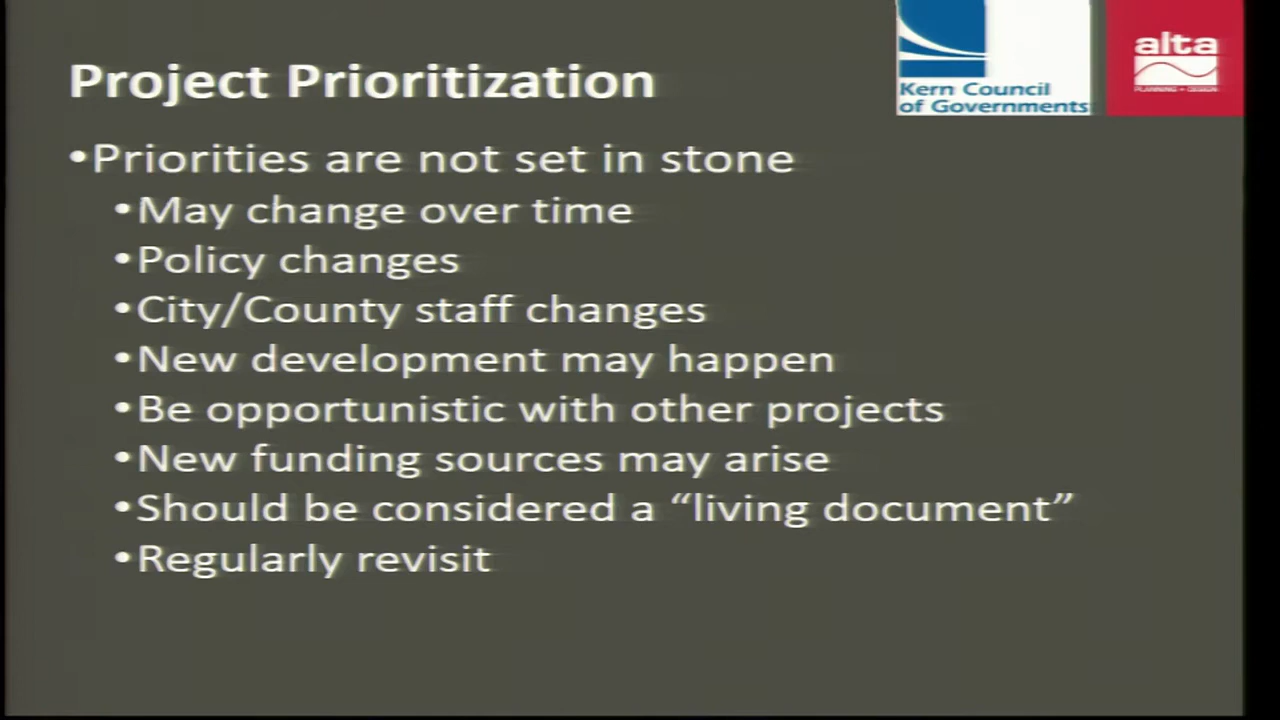 Project Prioritization
Kern Council
of Governments
alta
PLANNING + DESIGN
•Priorities are not set in stone
•May change over time
•Policy changes
•City/County staff changes
•New development may happen
•Be opportunistic with other projects
•New funding sources may arise
•Should be considered a “living document”
•Regularly revisit